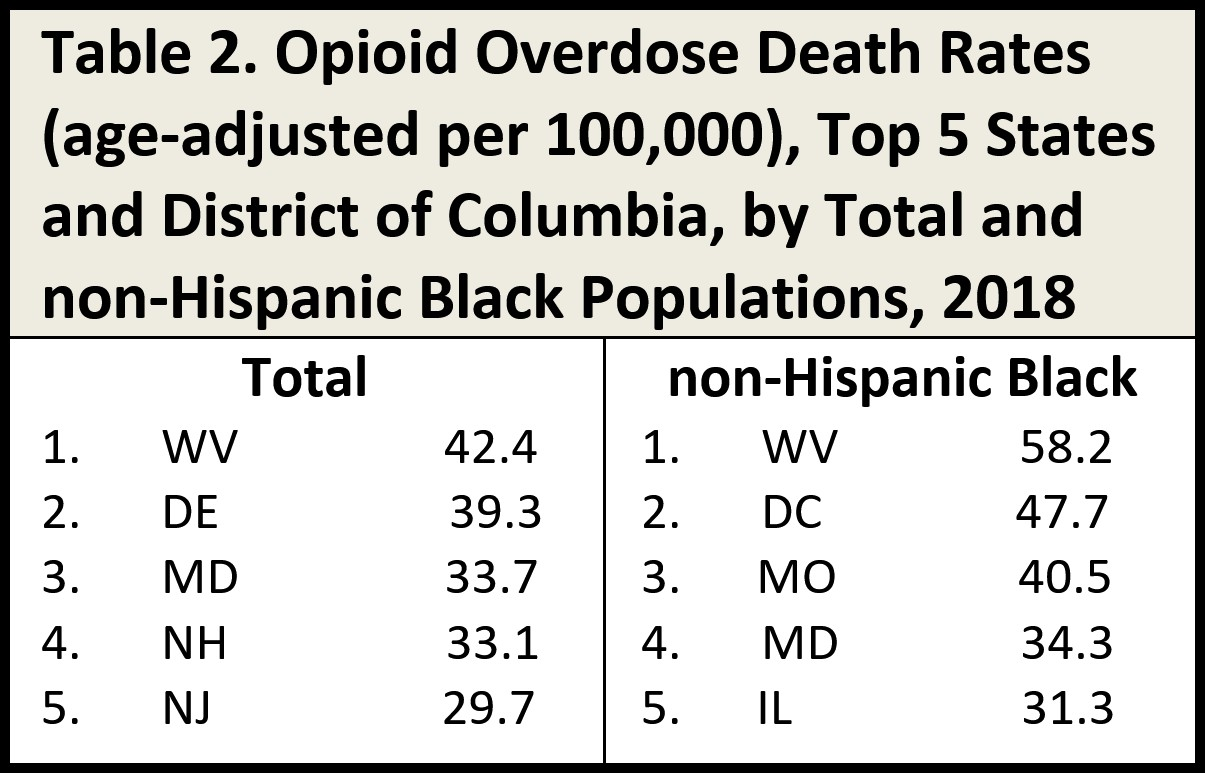 Table 2. Opioid Overdose Death Rates
(age-adjusted per 100,000), Top 5 States
and District of Columbia, by Total and
non-Hispanic Black Populations, 2018
Total
1. WV 42.4
2. DE 39.3
3. MD 33.7
4. NH 33.1
5. NJ 29.7
non-Hispanic Black
1. WV 58.2
2. DC 47.7
3. MO 40.5
4. MD 34.3
5. IL 31.3